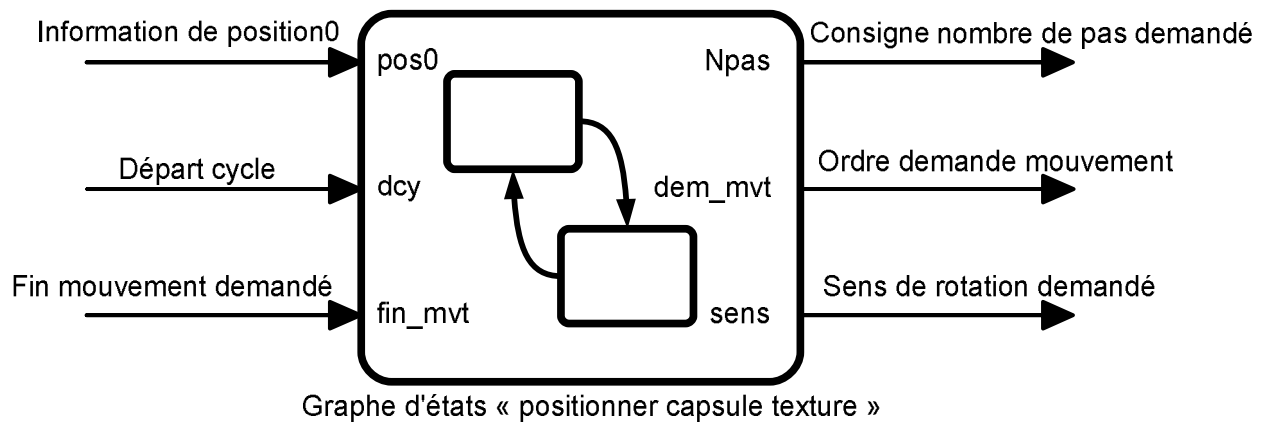 Information de position0
Consigne nombre de pas demandé
pos0
Npas
Départ cycle
Ordre demande mouvement
dcy
dem_mvt
Fin mouvement demandé
Sens de rotation demandé
fin_mvt
sens
Graphe d'états « positionner capsule texture »